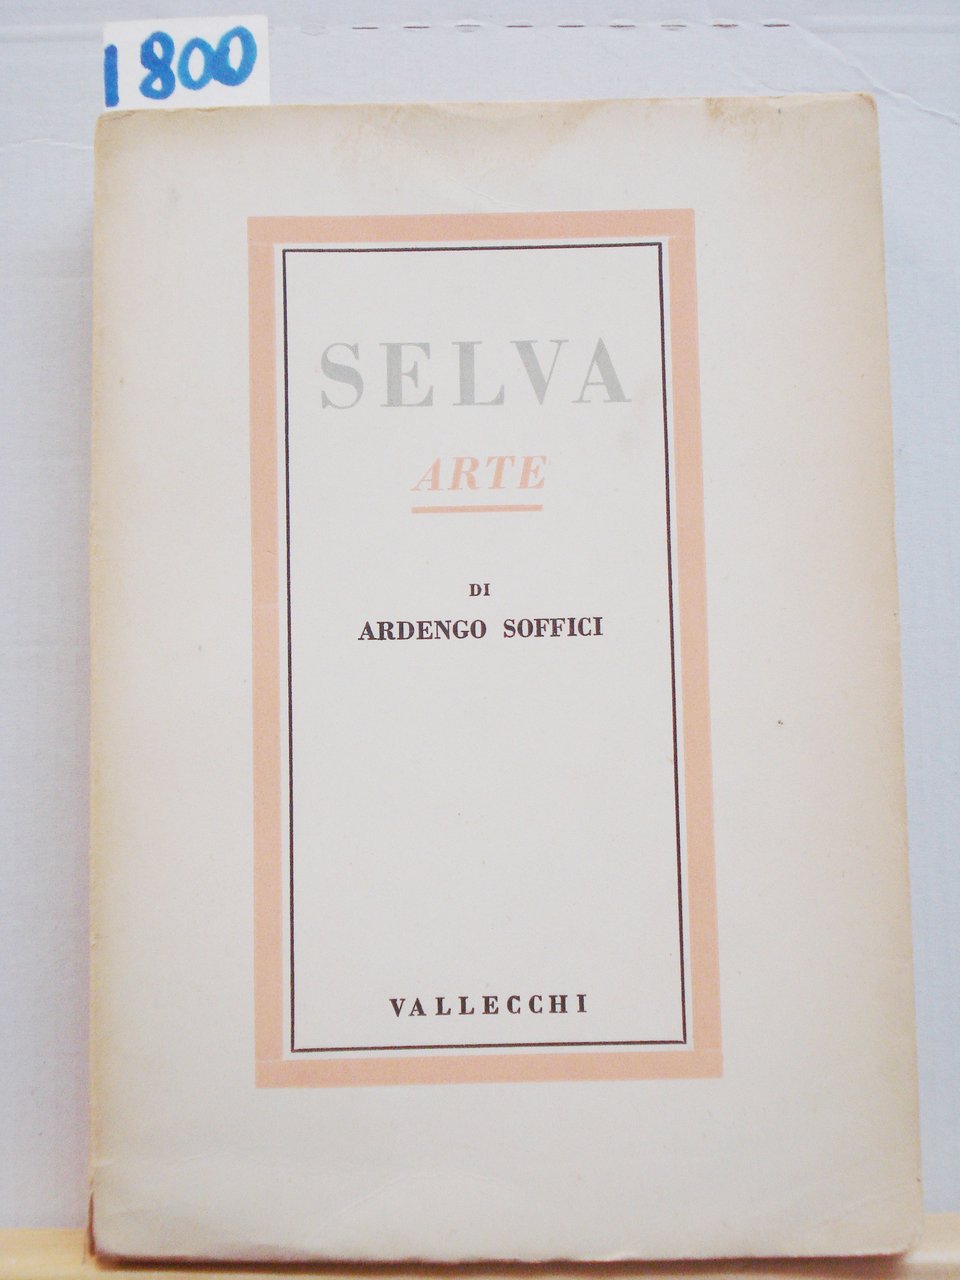 1800
SELVA
ARTE
DI
ARDENGO SOFFICI
VALLECCHI